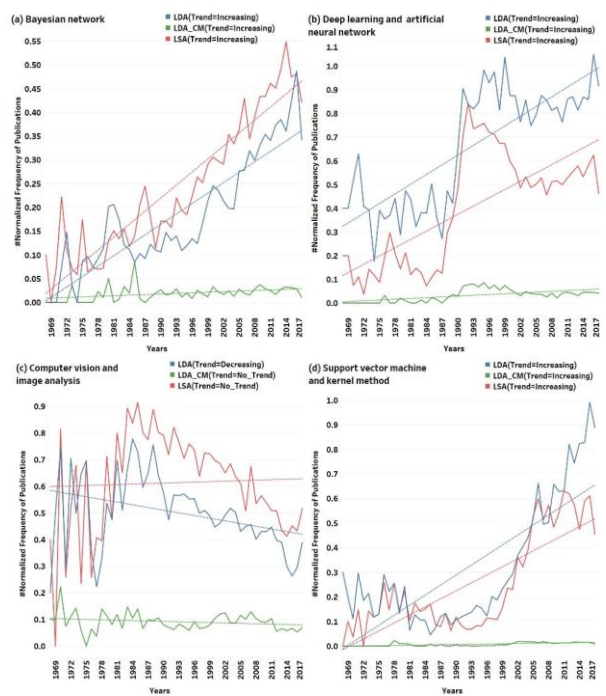 (a) Bayesian network
LDA(Trend=Increasing)
LDA_CM(Trend=Increasing)
LSA(Trend=Increasing)
#Normalized Frequency of Publications
0.55
0.50
0.45
0.40
0.35
0.30
0.25
0.20
0.15
0.10
0.05
0.00
1969 1972 1975 1978 1981 1984 1987 1990 1993 1996 1999 2002 2005 2008 2011 2014 2017
Years
(b) Deep learning and artificial
neural network
LDA(Trend=Increasing)
LDA_CM(Trend=Increasing)
LSA(Trend=Increasing)
#Normalized Frequency of Publications
1.1
1.0
0.9
0.8
0.7
0.6
0.5
0.4
0.3
0.2
0.1
0.0
1969 1972 1975 1978 1981 1984 1987 1990 1993 1996 1999 2002 2005 2008 2011 2014 2017
Years
(c) Computer vision and
image analysis
LDA(Trend=Decreasing)
LDA_CM(Trend=No_Trend)
LSA(Trend=No_Trend)
#Normalized Frequency of Publications
0.9
0.8
0.7
0.6
0.5
0.4
0.3
0.2
0.1
0.0
1969 1972 1975 1978 1981 1984 1987 1990 1993 1996 1999 2002 2005 2008 2011 2014 2017
Years
(d) Support vector machine
and kernel method
LDA(Trend=Increasing)
LDA_CM(Trend=Increasing)
LSA(Trend=Increasing)
#Normalized Frequency of Publications
1.0
0.9
0.8
0.7
0.6
0.5
0.4
0.3
0.2
0.1
0.0
1969 1972 1975 1978 1981 1984 1987 1990 1993 1996 1999 2002 2005 2008 2011 2014 2017
Years